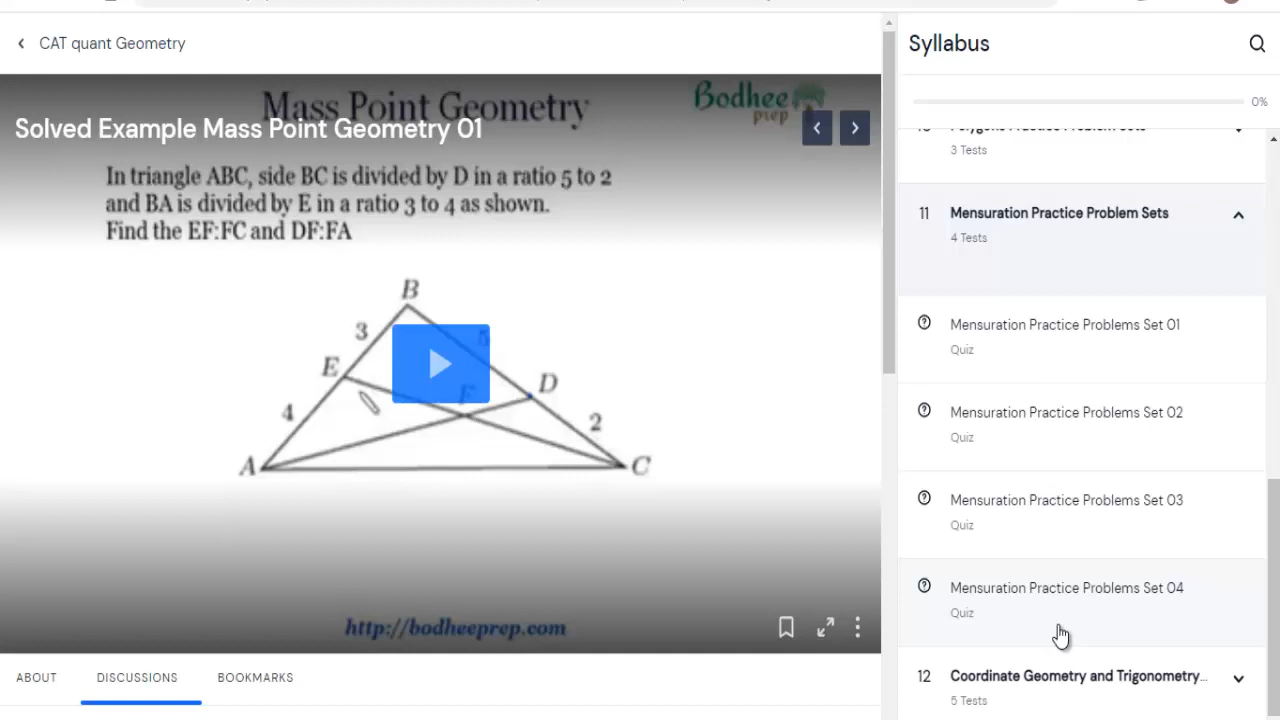 CAT quant Geometry
Mass Point Geometry
Bodhee
prep
Solved Example Mass Point Geometry 01
In triangle ABC, side BC is divided by D in a ratio 5 to 2
and BA is divided by E in a ratio 3 to 4 as shown.
Find the EF:FC and DF:FA
B
3
5
E
F
D
4
2
A
C
http://bodheeprep.com
ABOUT
DISCUSSIONS
BOOKMARKS
Syllabus
0%
3 Tests
11
Mensuration Practice Problem Sets
4 Tests
Mensuration Practice Problems Set 01
Quiz
Mensuration Practice Problems Set 02
Quiz
Mensuration Practice Problems Set 03
Quiz
Mensuration Practice Problems Set 04
Quiz
12
Coordinate Geometry and Trigonometry...
5 Tests